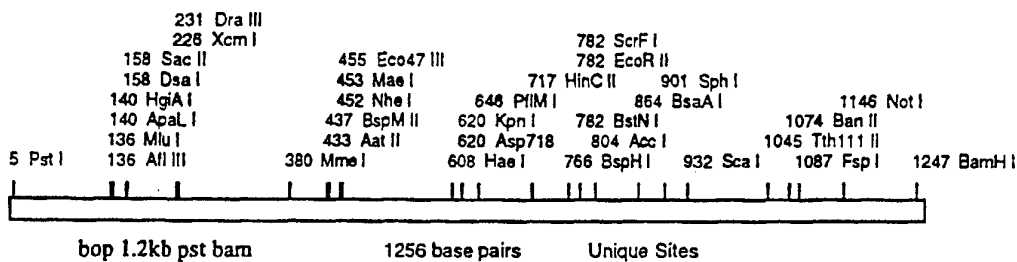 231 Dra III
226 Xcm I
158 Sac II 455 Eco47 III 782 ScrF I
158 Dsa I 453 Mae I 782 EcoR II
140 HgiA I 452 Nhe I 646 PflM I 717 HinC II 901 Sph I
140 ApaL I 437 BspM II 620 Kpn I 782 BstN I 864 BsaA I 1146 Not I
136 Mlu I 433 Aat II 620 Asp718 804 Acc I 1074 Ban II
1045 Tth111 II
5 Pst I 136 Afl III 380 Mme I 608 Hae I 766 BspH I 932 Sca I 1087 Fsp I 1247 BamH I
bop 1.2kb pst bam 1256 base pairs Unique Sites